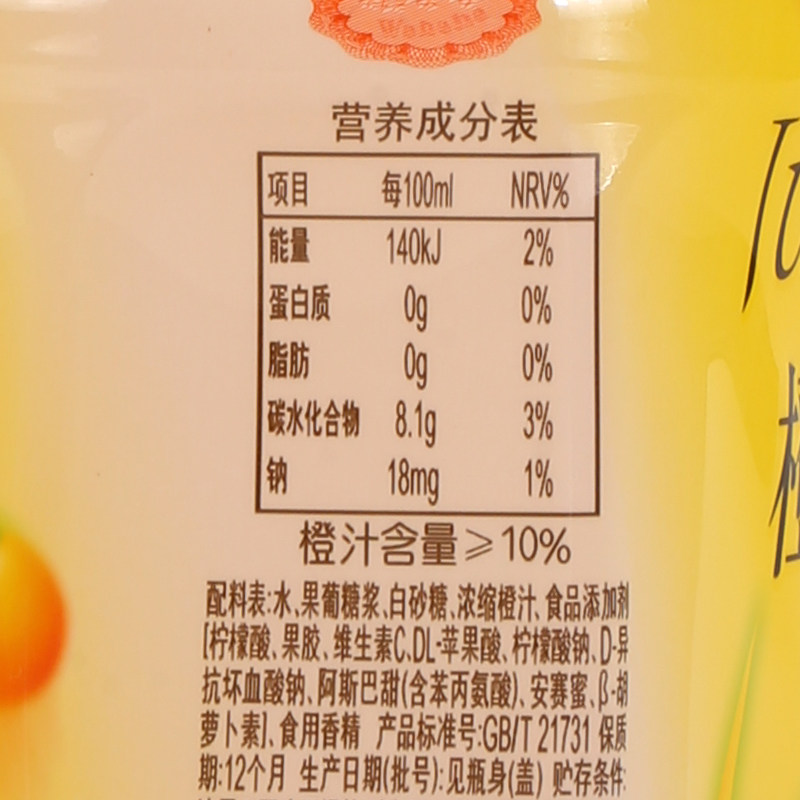 Wahaha
营养成分表
项目 每100ml NRV%
能量 140kJ 2%
蛋白质 0g 0%
脂肪 0g 0%
碳水化合物 8.1g 3%
钠 18mg 1%
橙汁含量≥10%
配料表:水、果葡糖浆、白砂糖、浓缩橙汁、食品添加剂
[柠檬酸、果胶、维生素C、DL-苹果酸、柠檬酸钠、D-异
抗坏血酸钠、阿斯巴甜(含苯丙氨酸)、安赛蜜、β-胡
萝卜素]、食用香精 产品标准号:GB/T 21731 保质
期:12个月 生产日期(批号):见瓶身(盖) 贮存条件: